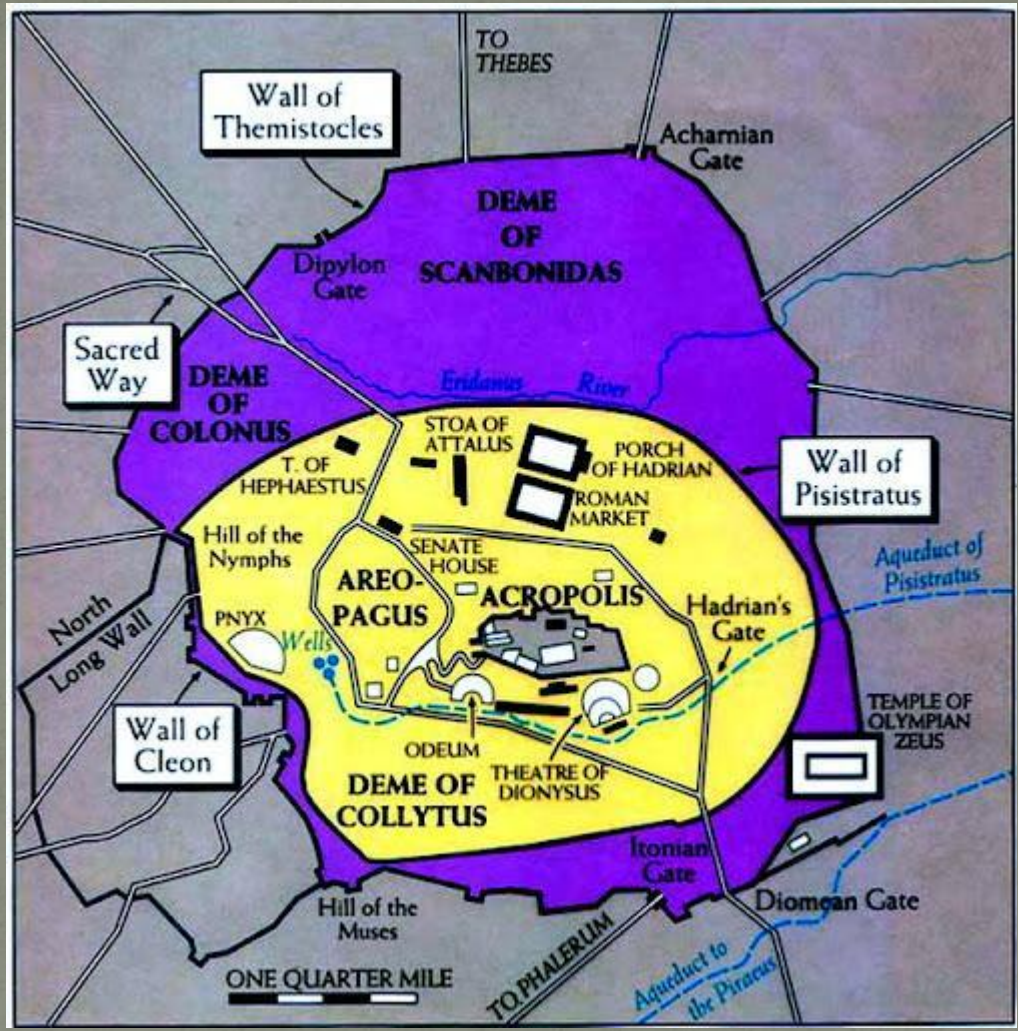 TO
THEBES
Wall of
Themistocles
Acharnian
Gate
DEME
OF
SCANBONIDAS
Dipylon
Gate
Sacred
Way
DEME
OF
COLONUS
Eridanus River
STOA OF
ATTALUS
PORCH
OF HADRIAN
T. OF
HEPHAESTUS
ROMAN
MARKET
Wall of
Pisistratus
Hill of the
Nymphs
SENATE
HOUSE
Aqueduct of
Pisistratus
AREO-
PAGUS
ACROPOLIS
Hadrian's
Gate
North
Long Wall
PNYX
Wells
Wall of
Cleon
TEMPLE OF
OLYMPIAN
ZEUS
ODEUM
THEATRE OF
DIONYSUS
DEME OF
COLLYTUS
Itonian
Gate
Diomean Gate
Hill of the
Muses
TO PHALERUM
Aqueduct to
the Piraeus
ONE QUARTER MILE